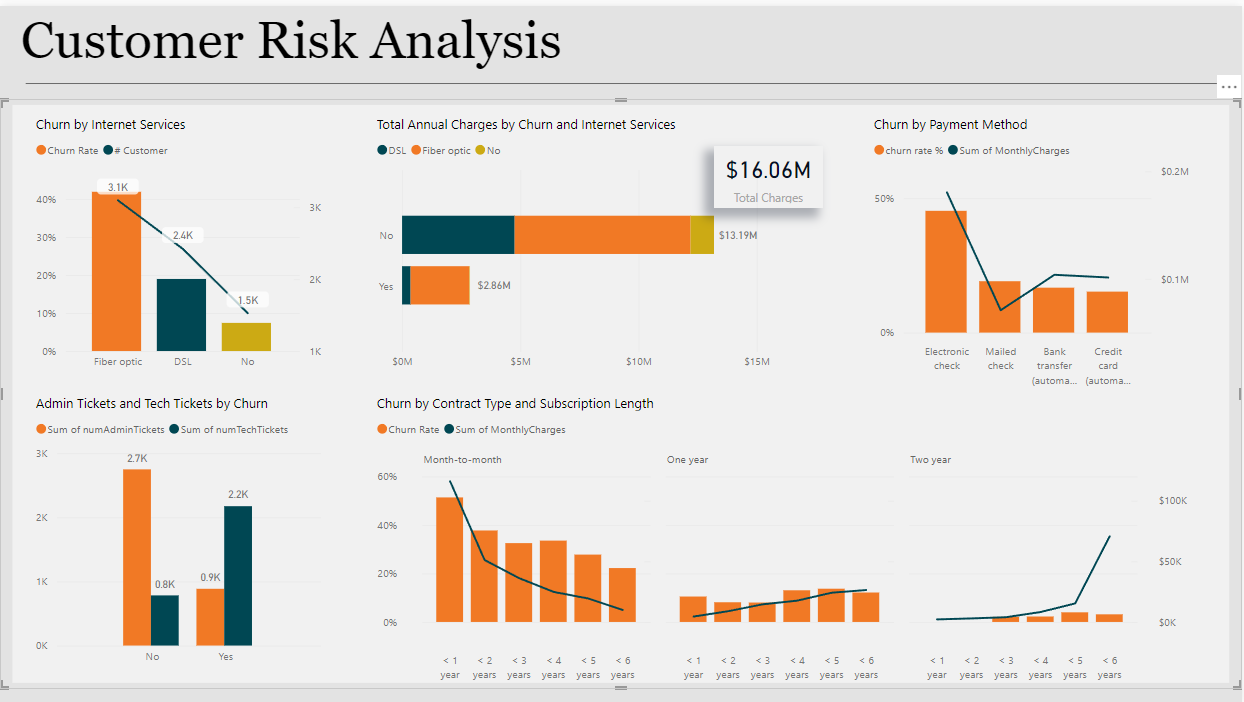 Customer Risk Analysis
Churn by Internet Services
Churn Rate # Customer
40%
30%
20%
10%
0%
3K
2K
1K
3.1K
2.4K
1.5K
Fiber optic DSL No
Total Annual Charges by Churn and Internet Services
DSL Fiber optic No
$16.06M
Total Charges
No $13.19M
Yes $2.86M
$0M $5M $10M $15M
Churn by Payment Method
churn rate % Sum of MonthlyCharges
50%
0%
$0.2M
$0.1M
Electronic check
Mailed check
Bank transfer (automa...
Credit card (automa...
Admin Tickets and Tech Tickets by Churn
Sum of numAdminTickets Sum of numTechTickets
3K
2K
1K
0K
2.7K
0.8K
0.9K
2.2K
No Yes
Churn by Contract Type and Subscription Length
Churn Rate Sum of MonthlyCharges
Month-to-month One year Two year
60%
40%
20%
0%
$100K
$50K
$0K
< 1 < 2 < 3 < 4 < 5 < 6 < 1 < 2 < 3 < 4 < 5 < 6 < 1 < 2 < 3 < 4 < 5 < 6
year years years years years years year years years years years years year years years years years years